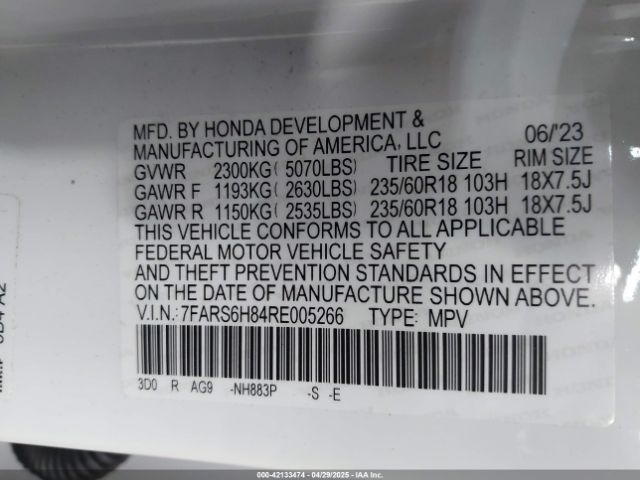 MFD. BY HONDA DEVELOPMENT &
MANUFACTURING OF AMERICA, LLC 06/'23
GVWR 2300KG( 5070LBS) TIRE SIZE RIM SIZE
GAWR F 1193KG( 2630LBS) 235/60R18 103H 18X7.5J
GAWR R 1150KG( 2535LBS) 235/60R18 103H 18X7.5J
THIS VEHICLE CONFORMS TO ALL APPLICABLE
FEDERAL MOTOR VEHICLE SAFETY
AND THEFT PREVENTION STANDARDS IN EFFECT
ON THE DATE OF MANUFACTURE SHOWN ABOVE.
V.I.N.:7FARS6H84RE005266 TYPE: MPV
3D0 R AG9 -NH883P -S -E
000-42133474 - 04/29/2025 - IAA Inc.